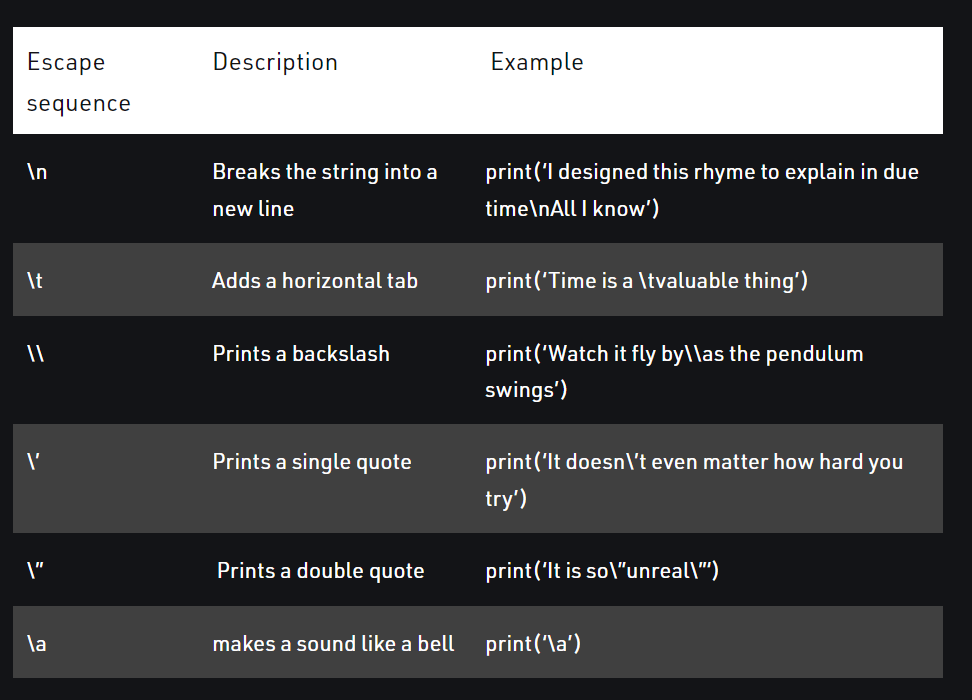 Escape sequence Description Example
\n Breaks the string into a new line print(‘I designed this rhyme to explain in due time\nAll I know’)
\t Adds a horizontal tab print(‘Time is a \tvaluable thing’)
\\ Prints a backslash print(‘Watch it fly by\\as the pendulum swings’)
\’ Prints a single quote print(‘It doesn\’t even matter how hard you try’)
\” Prints a double quote print(‘It is so\”unreal\”’)
\a makes a sound like a bell print(‘\a’)